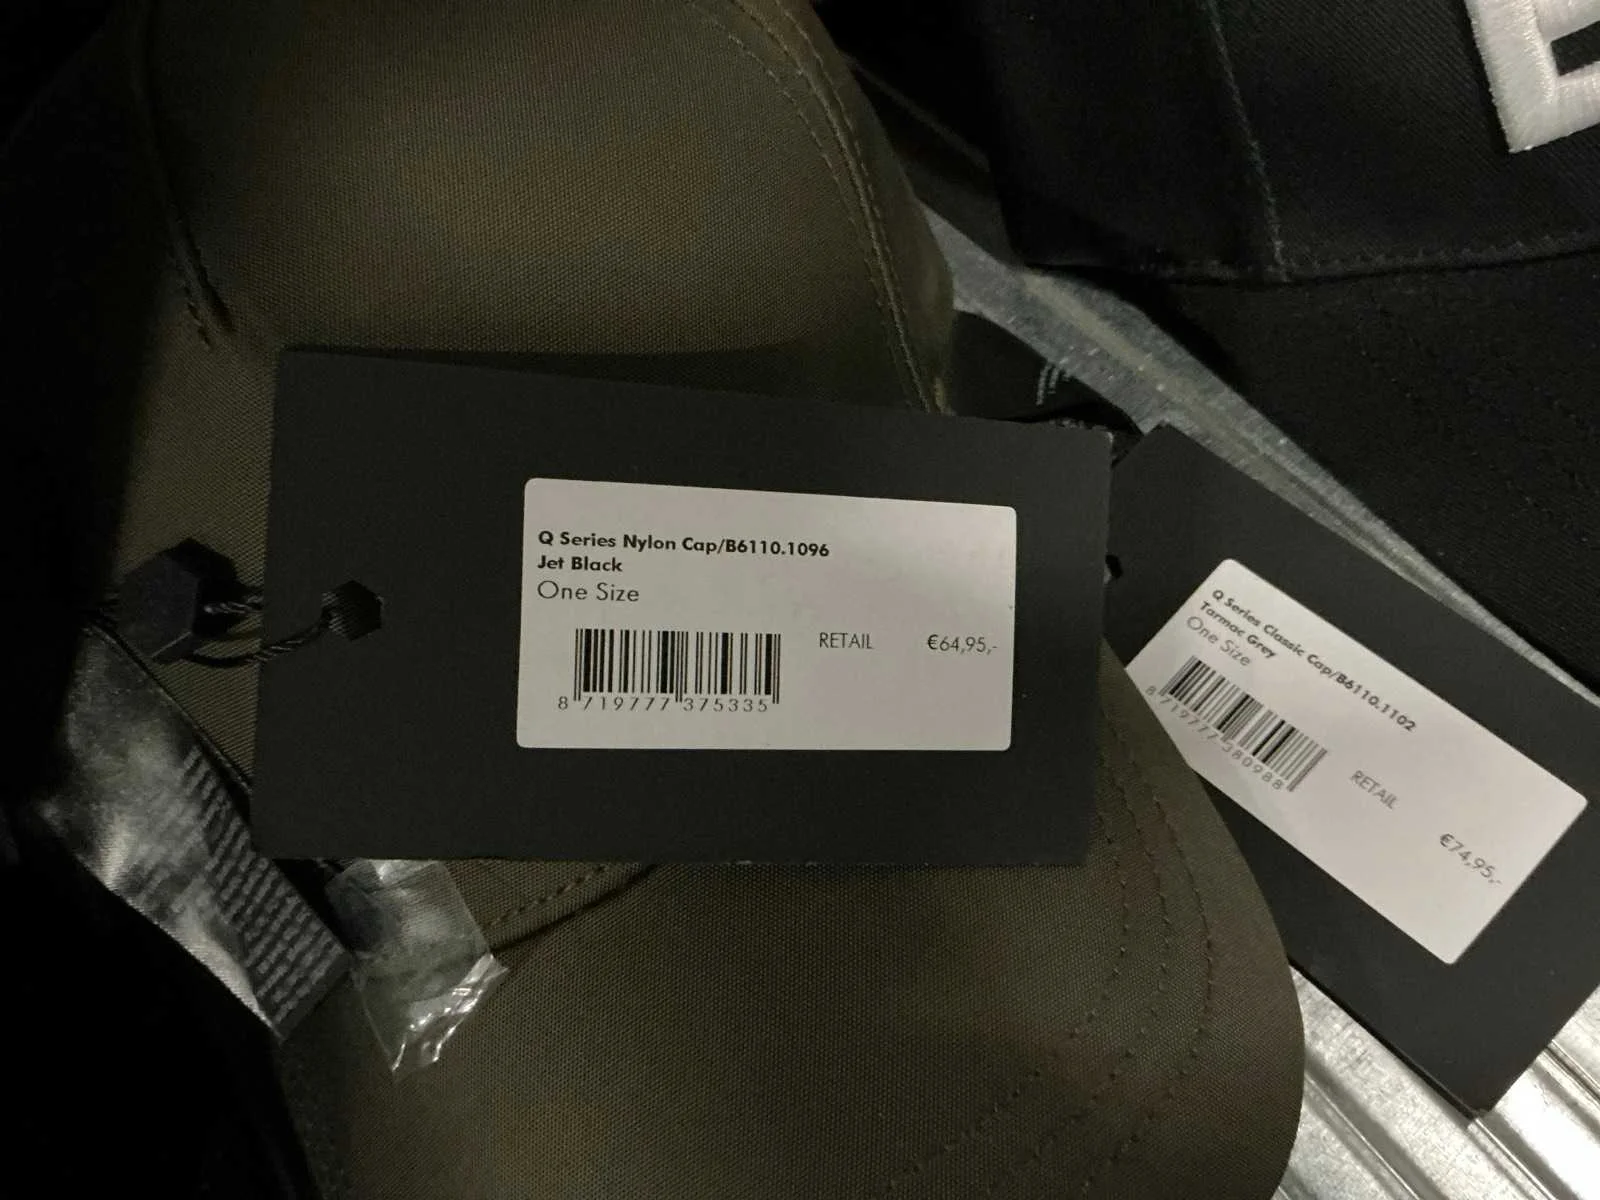 Q Series Nylon Cap/B6110.1096
Jet Black
One Size
RETAIL €64,95,-
8 719777 375335
Q Series Classic Cap/B6110.1102
Tarmac Grey
One Size
8 719777 380988
RETAIL
€74,95,-